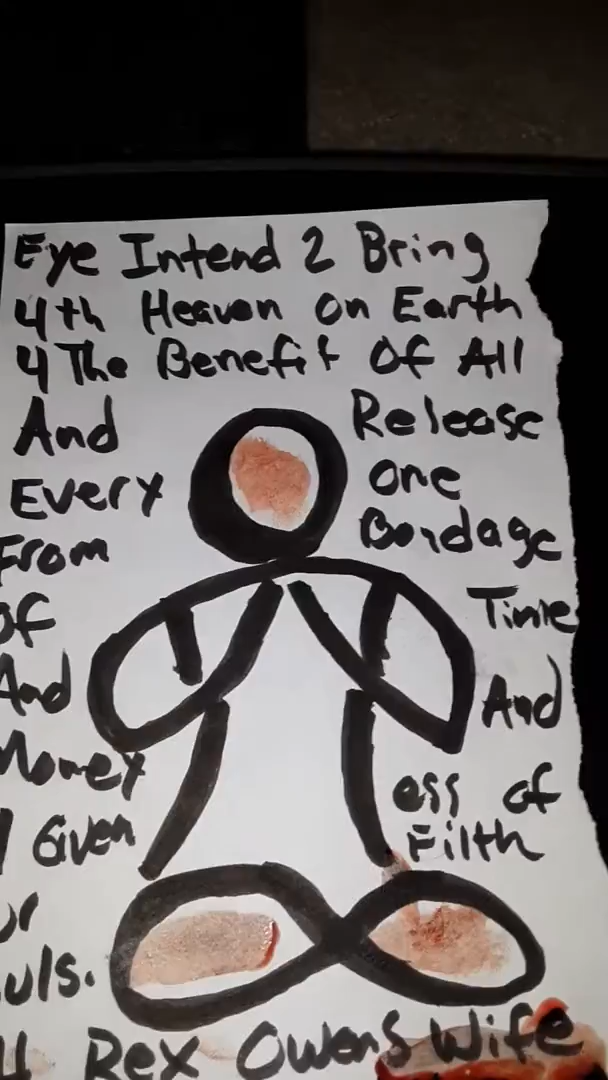 Eye Intend 2 Bring
4th Heaven On Earth
4 The Benefit Of All
And Release
Every One
From Bondage
Of Time
And And
Money
Given ess of
Filth
uls.
Rex Owens Wife